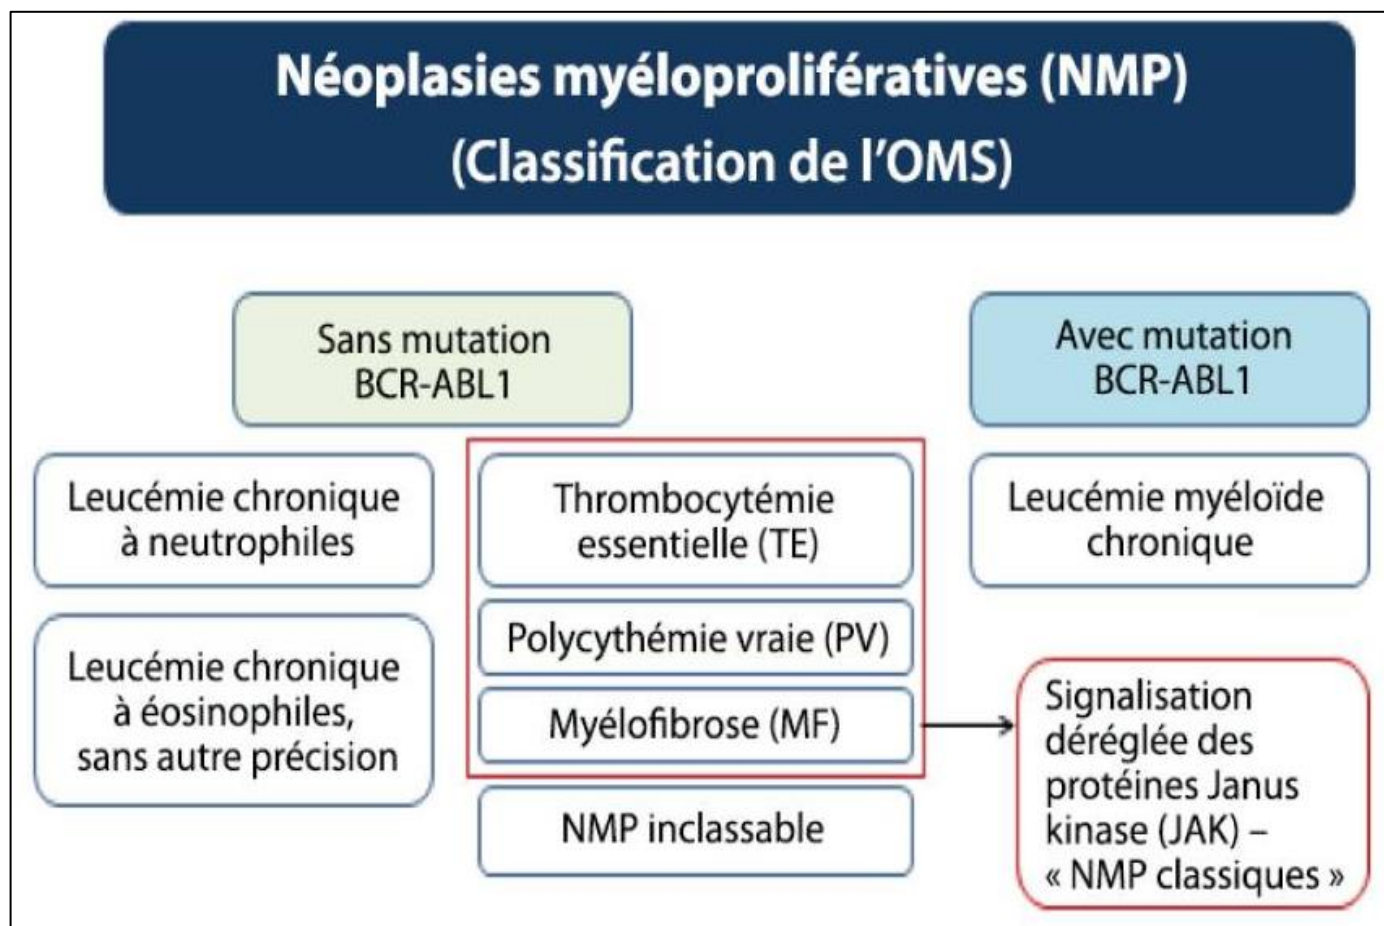 Néoplasies myéloprolifératives (NMP)
(Classification de l’OMS)
Sans mutation
BCR-ABL1
Leucémie chronique
à neutrophiles
Leucémie chronique
à éosinophiles,
sans autre précision
Thrombocytémie
essentielle (TE)
Polycythémie vraie (PV)
Myélofibrose (MF)
NMP inclassable
Avec mutation
BCR-ABL1
Leucémie myéloïde
chronique
Signalisation
déréglée des
protéines Janus
kinase (JAK) –
« NMP classiques »